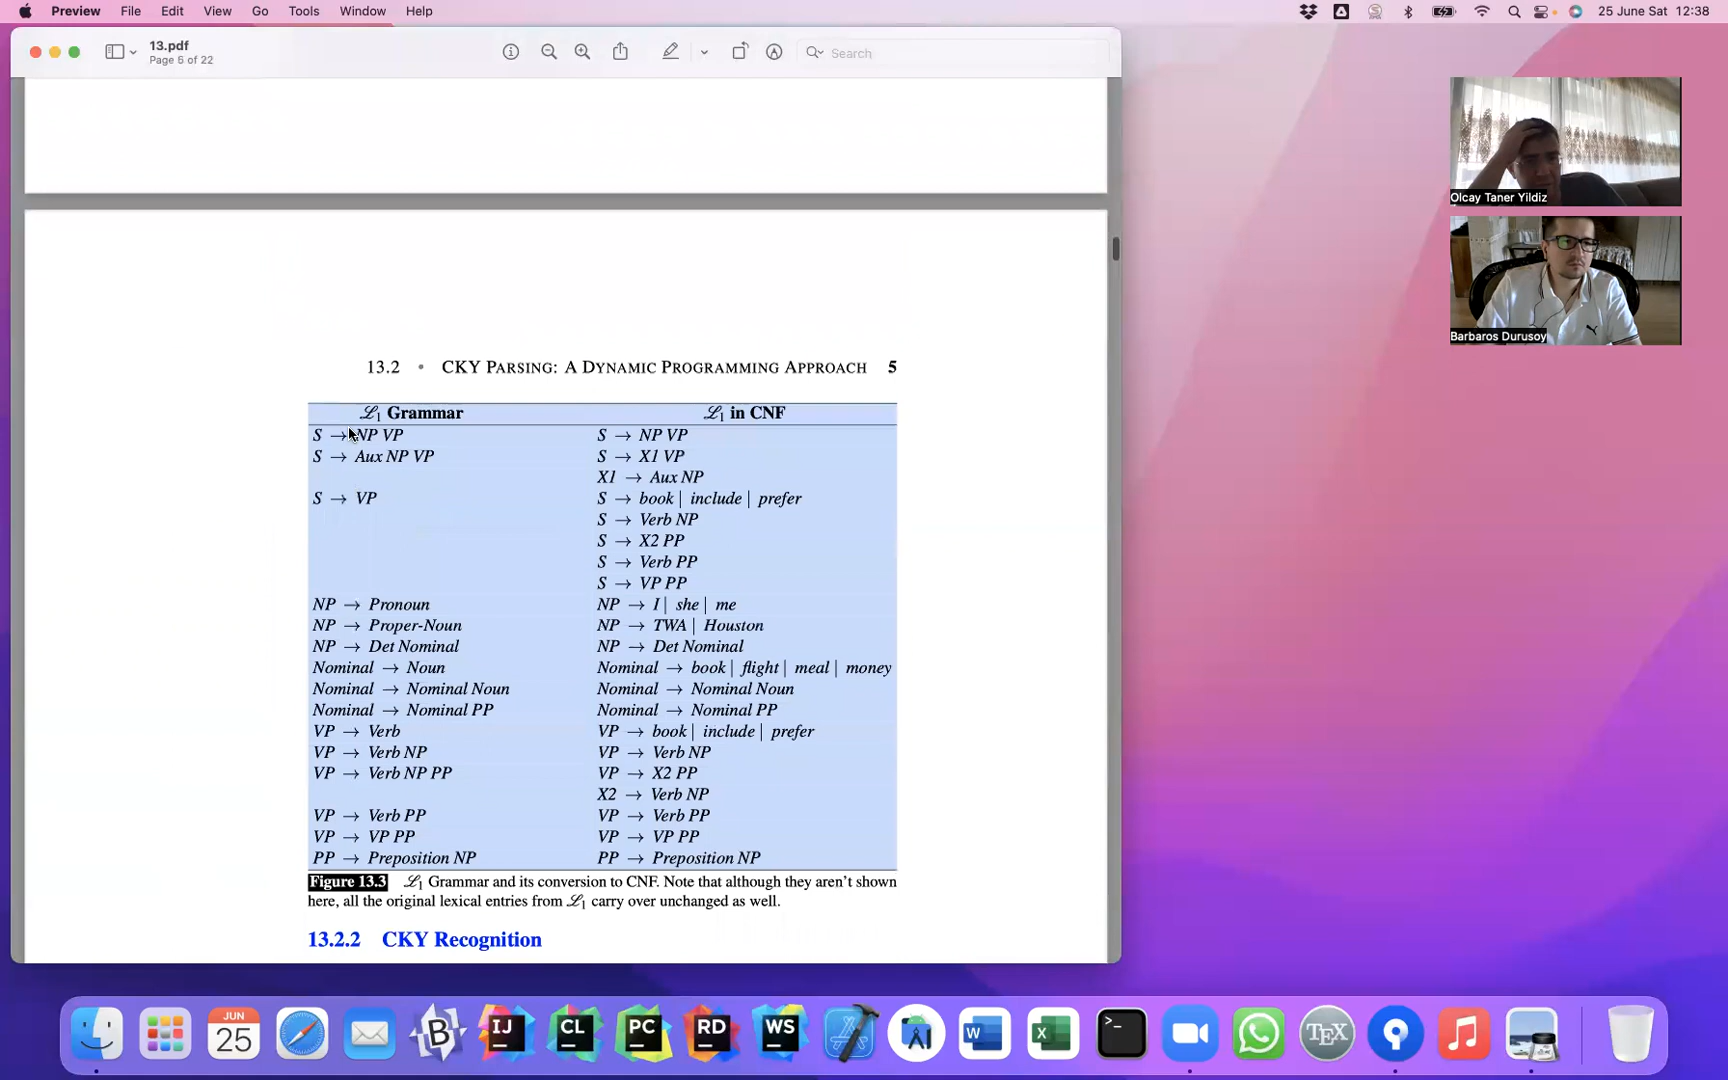 Preview File Edit View Go Tools Window Help 25 June Sat 12:38
13.pdf
Page 6 of 22
Search
13.2 • CKY PARSING: A DYNAMIC PROGRAMMING APPROACH 5
ℒ1 Grammar ℒ1 in CNF
S → NP VP S → NP VP
S → Aux NP VP S → X1 VP
X1 → Aux NP
S → VP S → book | include | prefer
S → Verb NP
S → X2 PP
S → Verb PP
S → VP PP
NP → Pronoun NP → I | she | me
NP → Proper-Noun NP → TWA | Houston
NP → Det Nominal NP → Det Nominal
Nominal → Noun Nominal → book | flight | meal | money
Nominal → Nominal Noun Nominal → Nominal Noun
Nominal → Nominal PP Nominal → Nominal PP
VP → Verb VP → book | include | prefer
VP → Verb NP VP → Verb NP
VP → Verb NP PP VP → X2 PP
X2 → Verb NP
VP → Verb PP VP → Verb PP
VP → VP PP VP → VP PP
PP → Preposition NP PP → Preposition NP
Figure 13.3 ℒ1 Grammar and its conversion to CNF. Note that although they aren't shown
here, all the original lexical entries from ℒ1 carry over unchanged as well.
13.2.2 CKY Recognition
Olcay Taner Yildiz
Barbaros Durusoy
JUN
25
B IJ CL PC RD WS W X >_ TEX